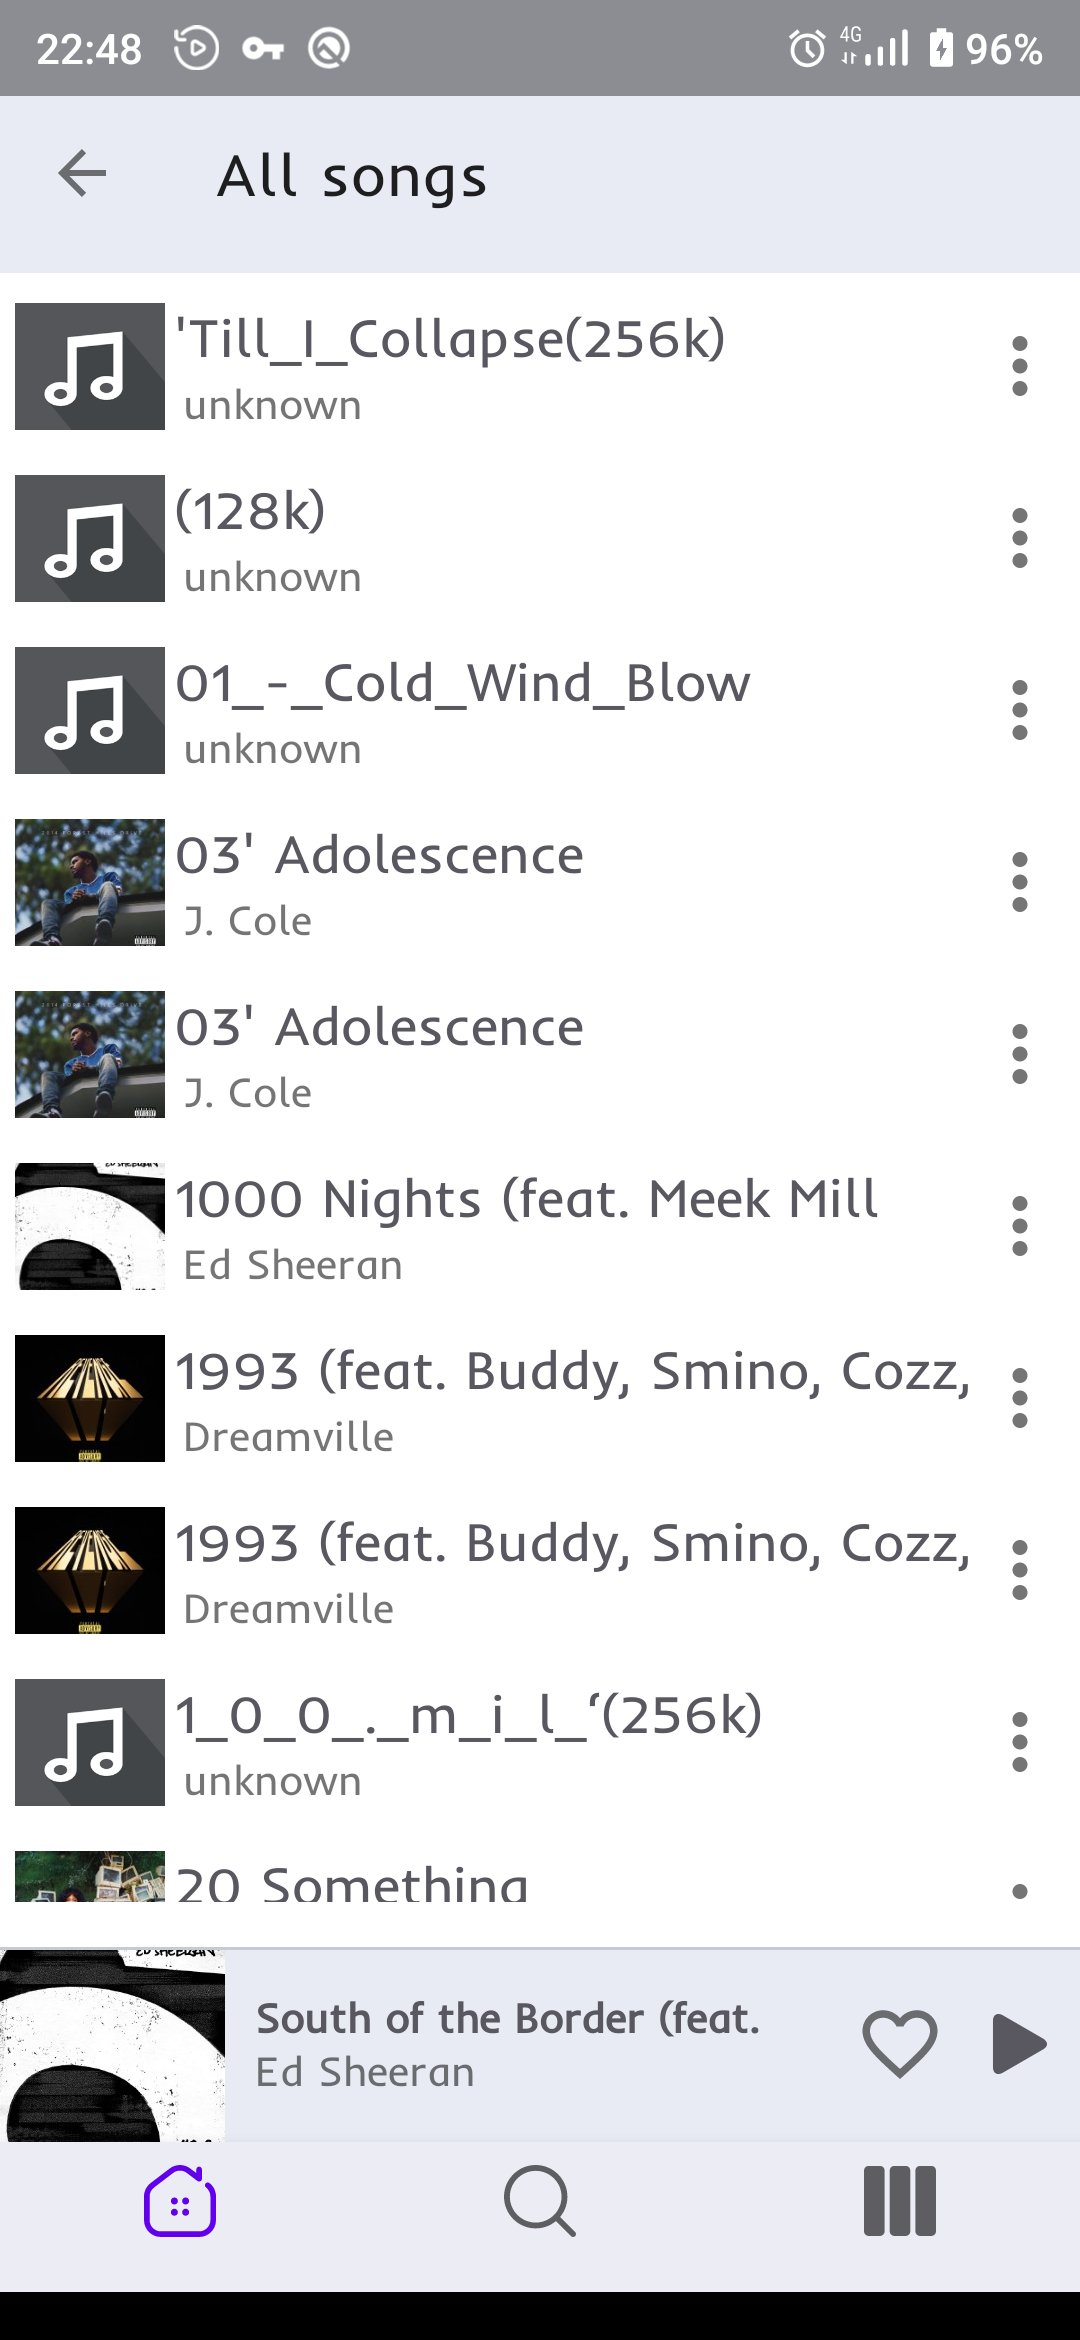 22:48 4G 96%
All songs
'Till_I_Collapse(256k)
unknown
(128k)
unknown
01_-_Cold_Wind_Blow
unknown
03' Adolescence
J. Cole
03' Adolescence
J. Cole
1000 Nights (feat. Meek Mill
Ed Sheeran
1993 (feat. Buddy, Smino, Cozz,
Dreamville
1993 (feat. Buddy, Smino, Cozz,
Dreamville
1_0_0_._m_i_l_‘(256k)
unknown
20 Something
South of the Border (feat.
Ed Sheeran